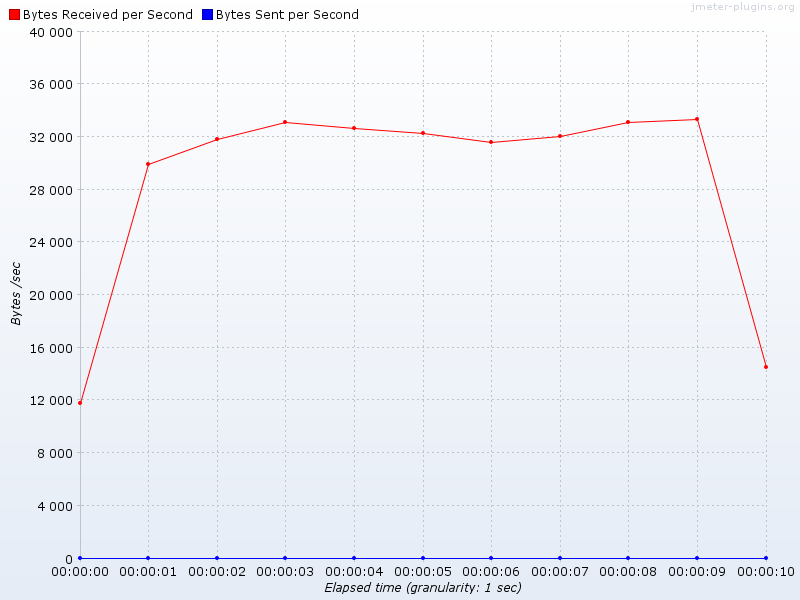 Bytes Received per Second Bytes Sent per Second
jmeter-plugins.org
40 000
36 000
32 000
28 000
24 000
20 000
16 000
12 000
8 000
4 000
0
Bytes /sec
00:00:00 00:00:01 00:00:02 00:00:03 00:00:04 00:00:05 00:00:06 00:00:07 00:00:08 00:00:09 00:00:10
Elapsed time (granularity: 1 sec)